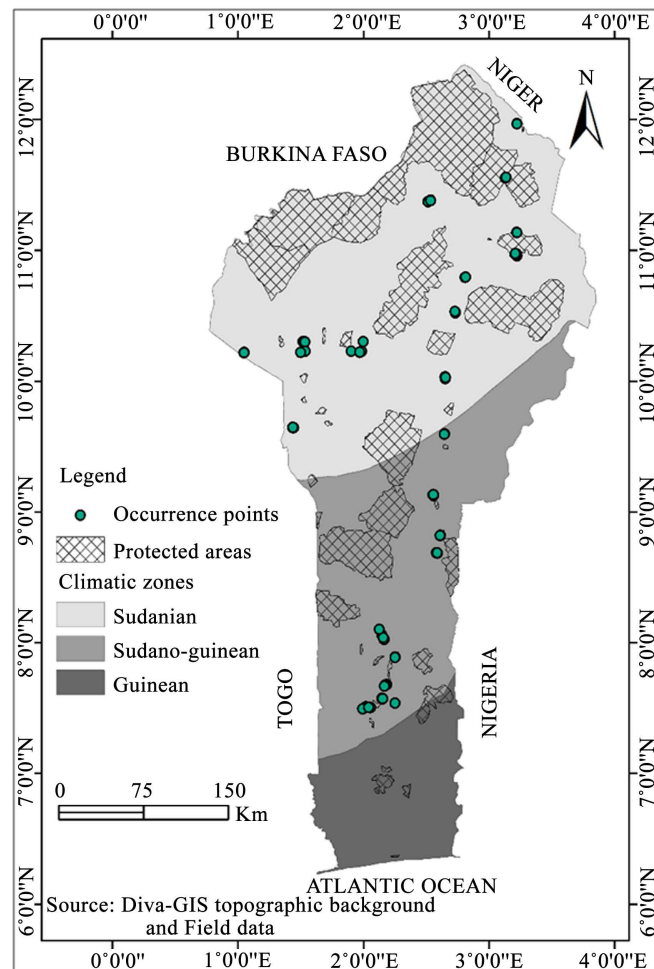 0°0'0"E 1°0'0"E 2°0'0"E 3°0'0"E 4°0'0"E
12°0'0"N
11°0'0"N
10°0'0"N
9°0'0"N
8°0'0"N
7°0'0"N
6°0'0"N
NIGER
N
BURKINA FASO
Legend
Occurrence points
Protected areas
Climatic zones
Sudanian
Sudano-guinean
Guinean
TOGO
NIGERIA
0 75 150
Km
ATLANTIC OCEAN
Source: Diva-GIS topographic background
and Field data
12°0'0"N
11°0'0"N
10°0'0"N
9°0'0"N
8°0'0"N
7°0'0"N
6°0'0"N
0°0'0"E 1°0'0"E 2°0'0"E 3°0'0"E 4°0'0"E